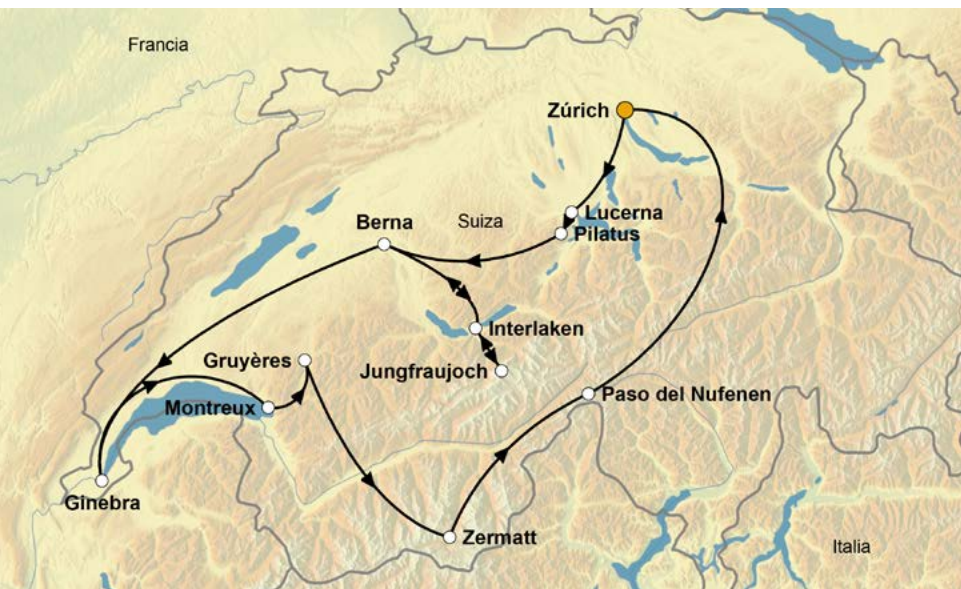 Francia
Zúrich
Lucerna
Berna
Suiza
Pilatus
Interlaken
Gruyères
Jungfraujoch
Paso del Nufenen
Montreux
Ginebra
Zermatt
Italia